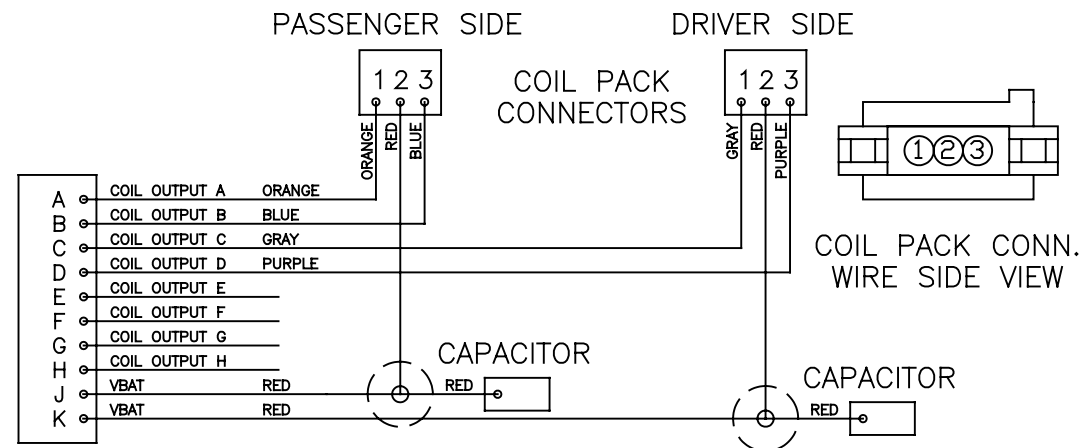 PASSENGER SIDE
DRIVER SIDE
1 2 3
COIL PACK
CONNECTORS
1 2 3
ORANGE
RED
BLUE
GRAY
RED
PURPLE
1 2 3
COIL PACK CONN.
WIRE SIDE VIEW
A COIL OUTPUT A ORANGE
B COIL OUTPUT B BLUE
C COIL OUTPUT C GRAY
D COIL OUTPUT D PURPLE
E COIL OUTPUT E
F COIL OUTPUT F
G COIL OUTPUT G
H COIL OUTPUT H
CAPACITOR
J VBAT RED RED
CAPACITOR
K VBAT RED RED